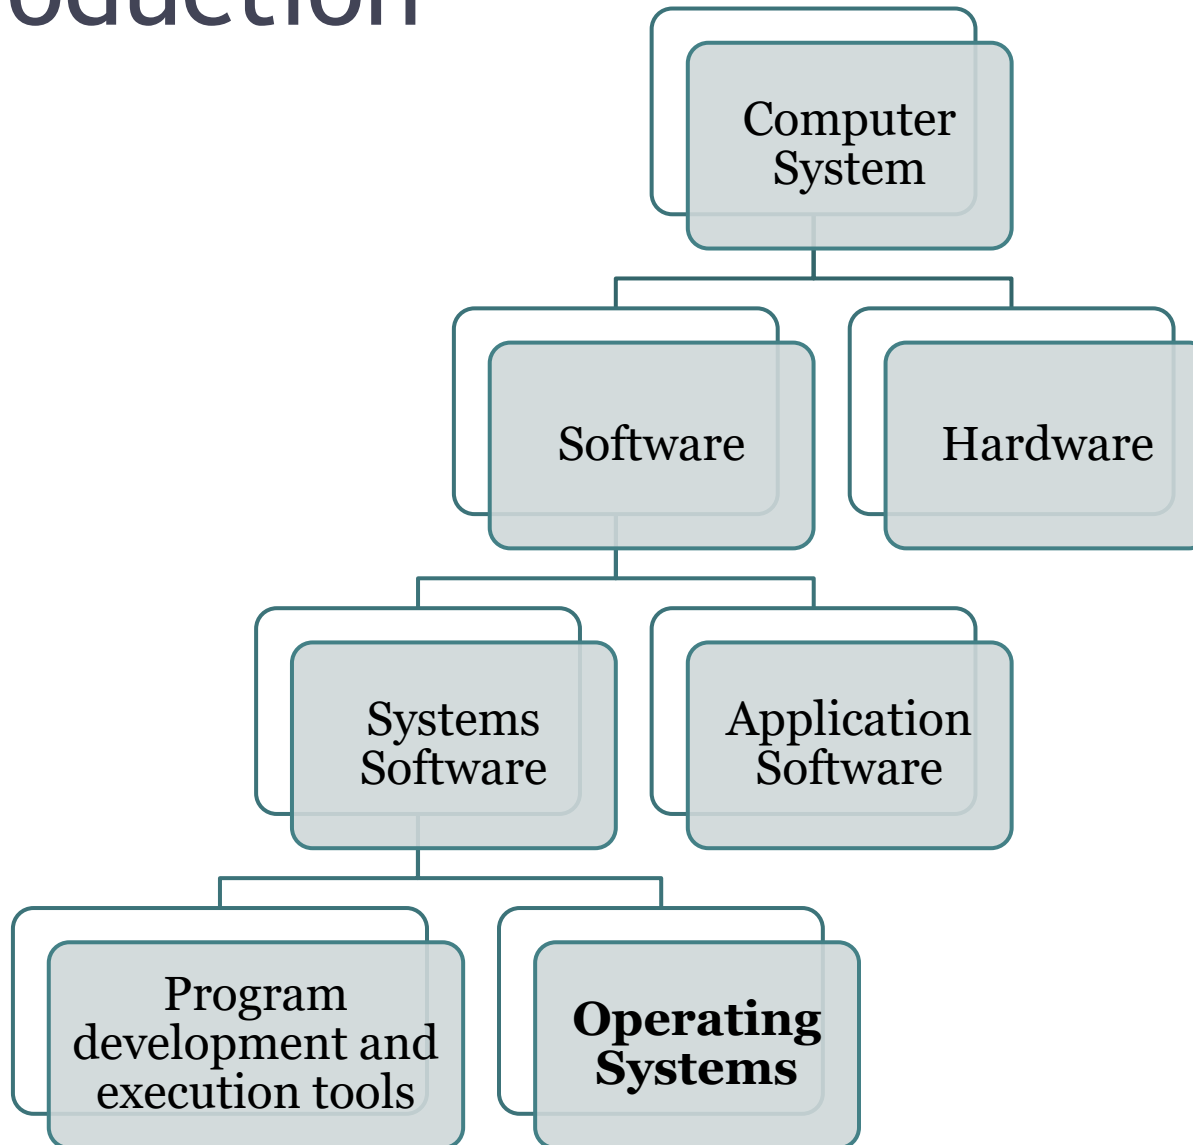 oduction
Computer
System
Software
Hardware
Systems
Software
Application
Software
Program
development and
execution tools
Operating
Systems